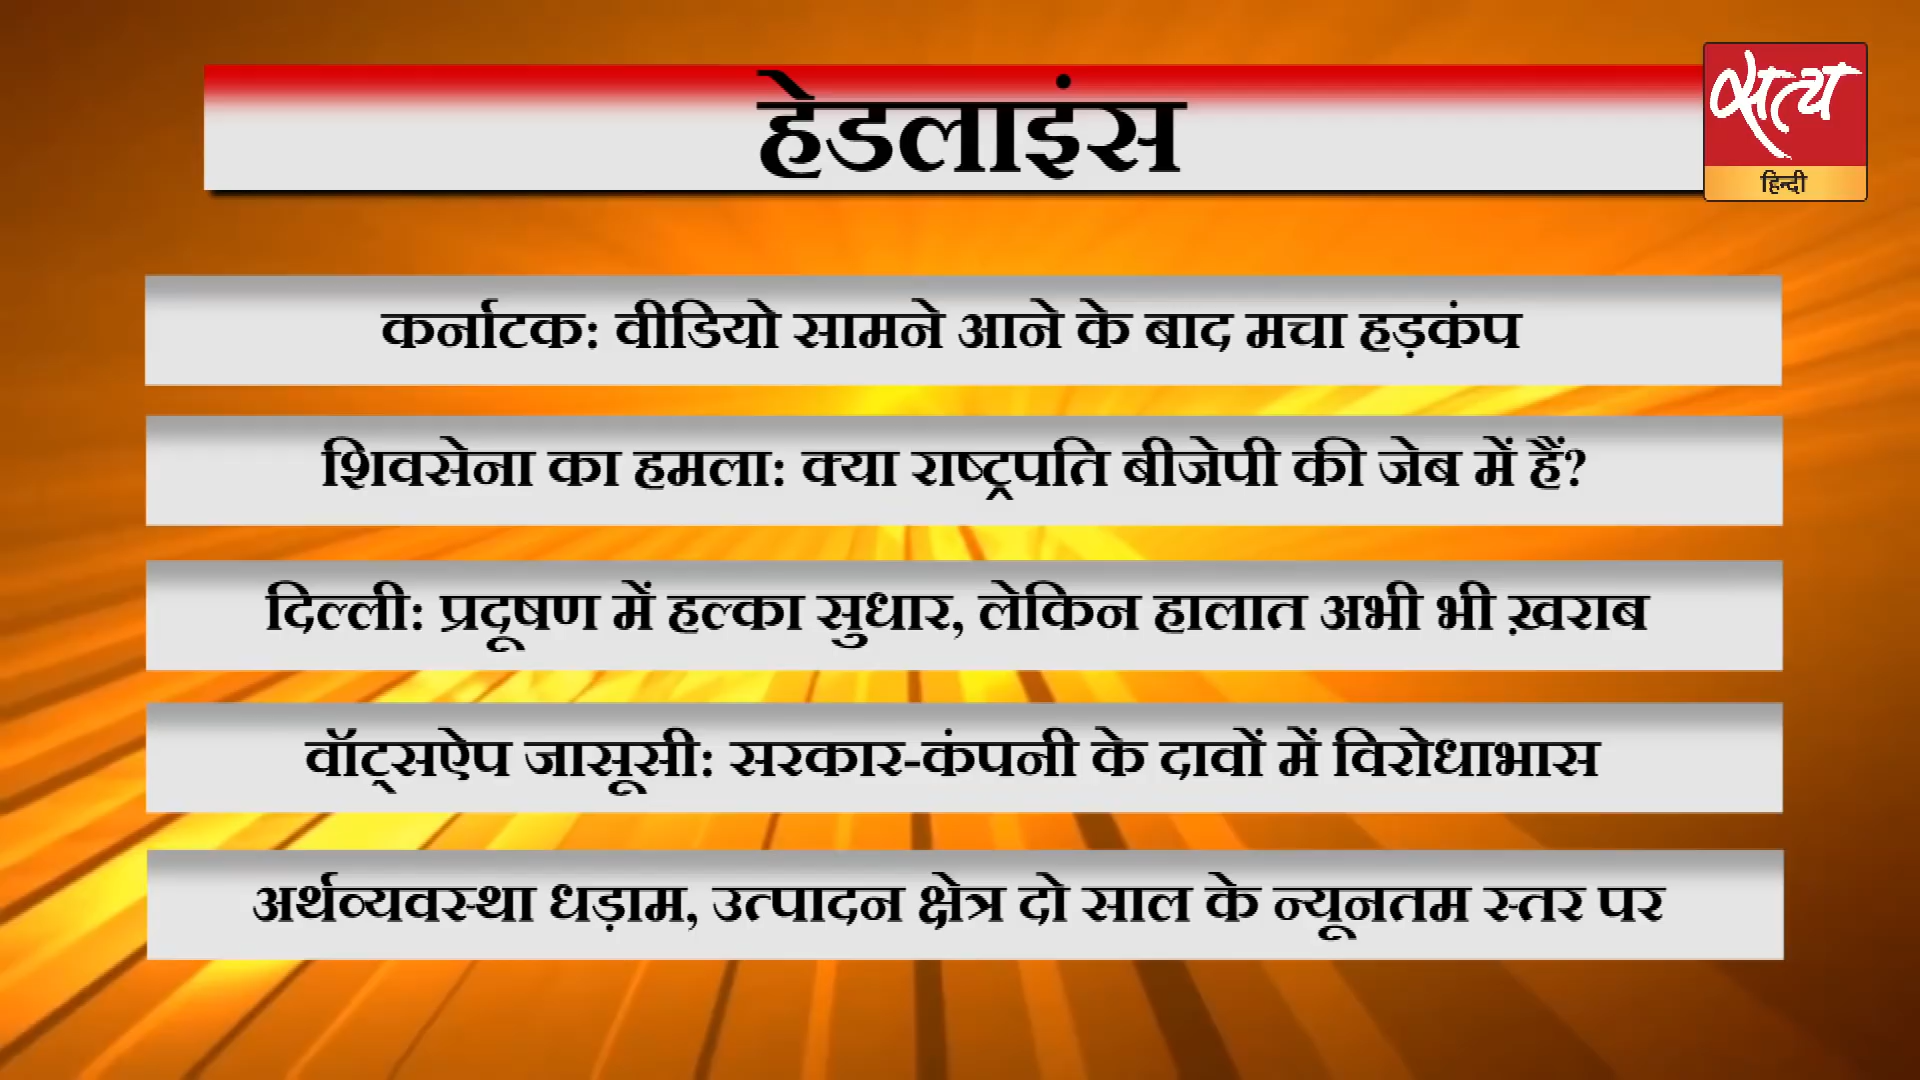 हेडलाइंस
सत्य
हिन्दी
कर्नाटक: वीडियो सामने आने के बाद मचा हड़कंप
शिवसेना का हमला: क्या राष्ट्रपति बीजेपी की जेब में हैं?
दिल्ली: प्रदूषण में हल्का सुधार, लेकिन हालात अभी भी ख़राब
वॉट्सऐप जासूसी: सरकार-कंपनी के दावों में विरोधाभास
अर्थव्यवस्था धड़ाम, उत्पादन क्षेत्र दो साल के न्यूनतम स्तर पर